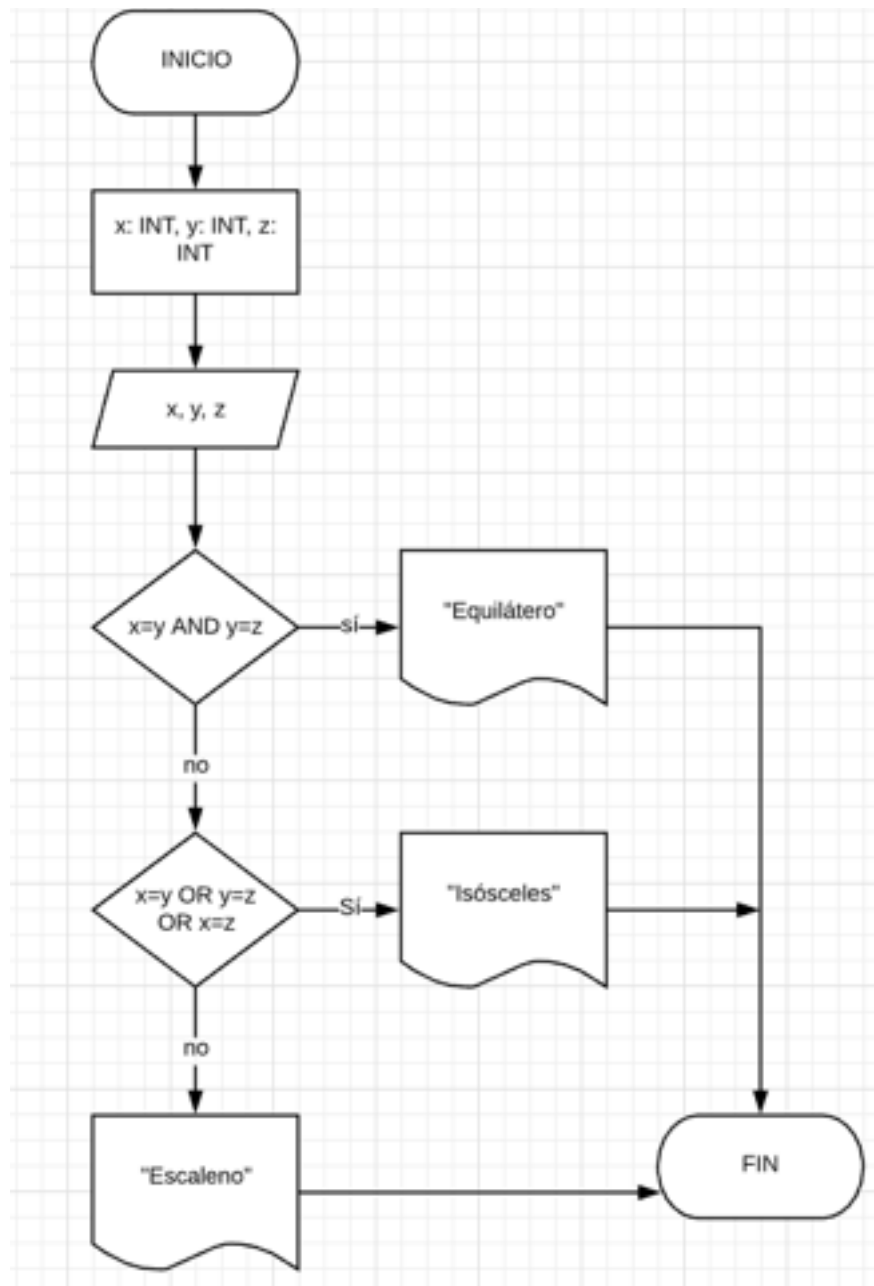 INICIO
x: INT, y: INT, z:
INT
x, y, z
x=y AND y=z
sí
"Equilátero"
no
x=y OR y=z
OR x=z
Sí
"Isósceles"
no
"Escaleno"
FIN